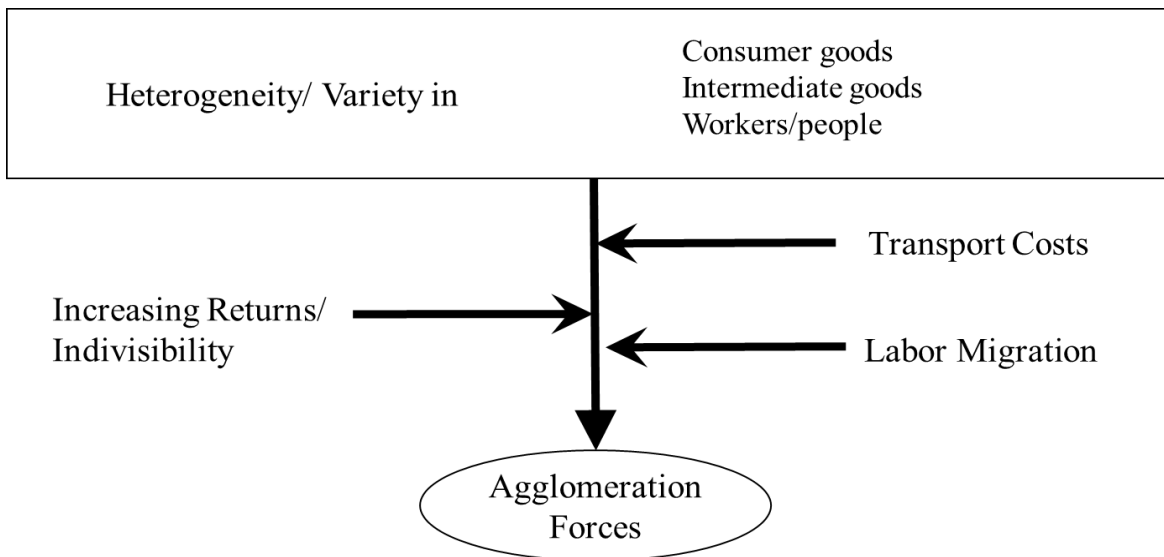 Heterogeneity/ Variety in
Consumer goods
Intermediate goods
Workers/people
Transport Costs
Increasing Returns/
Indivisibility
Labor Migration
Agglomeration
Forces